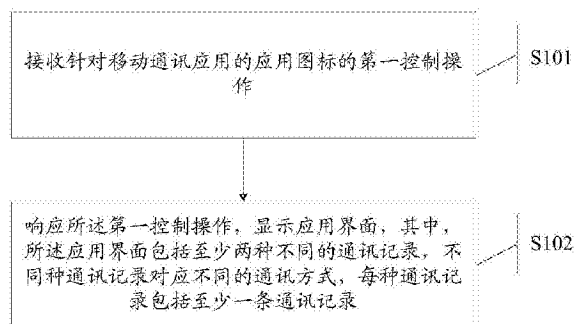 接收针对移动通讯应用的应用图标的第一控制操
作
S101
响应所述第一控制操作，显示应用界面，其中，
所述应用界面包括至少两种不同的通讯记录，不
同种通讯记录对应不同的通讯方式，每种通讯记
录包括至少一条通讯记录
S102